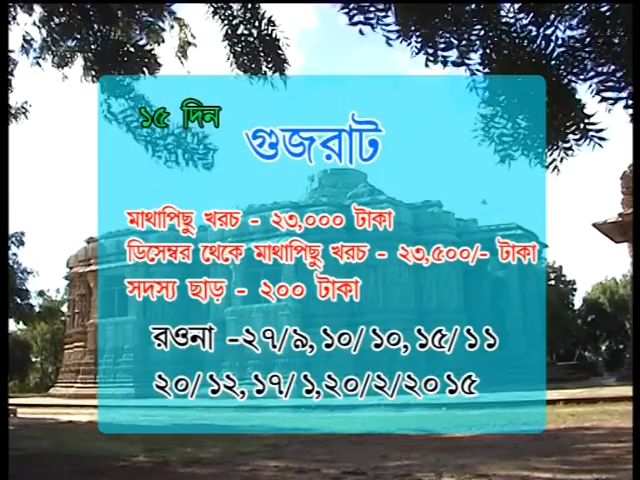 ১৫ দিন
গুজরাট
মাথাপিছু খরচ - ২৩,০০০ টাকা
ডিসেম্বর থেকে মাথাপিছু খরচ - ২৩,৫০০/- টাকা
সদস্য ছাড় - ২০০ টাকা
রওনা -২৭/৯, ১০/১০, ১৫/১১
২০/১২, ১৭/১,২০/২/২০১৫